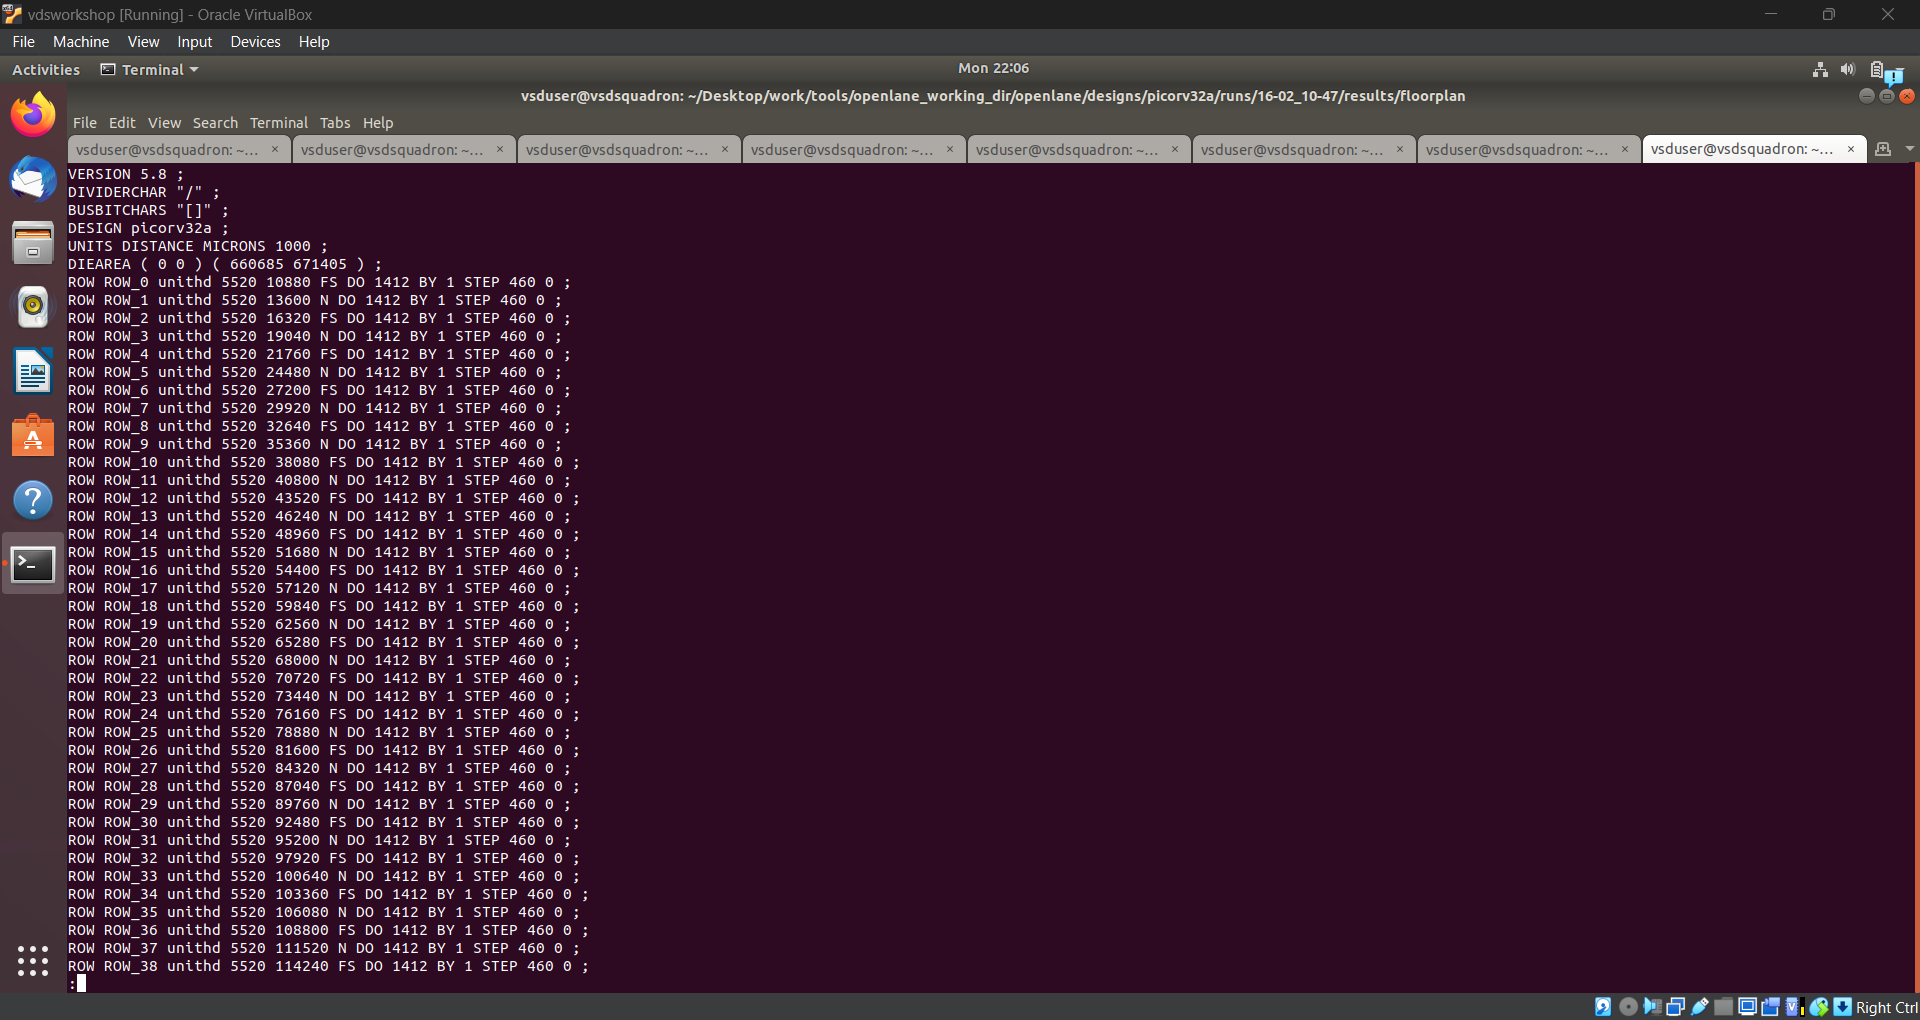 vdsworkshop [Running] - Oracle VirtualBox
File Machine View Input Devices Help
Activities Terminal Mon 22:06
vsduser@vsdsquadron: ~/Desktop/work/tools/openlane_working_dir/openlane/designs/picorv32a/runs/16-02_10-47/results/floorplan
File Edit View Search Terminal Tabs Help
vsduser@vsdsquadron: ~... × vsduser@vsdsquadron: ~... × vsduser@vsdsquadron: ~... × vsduser@vsdsquadron: ~... × vsduser@vsdsquadron: ~... × vsduser@vsdsquadron: ~... × vsduser@vsdsquadron: ~... × vsduser@vsdsquadron: ~... ×
VERSION 5.8 ;
DIVIDERCHAR "/" ;
BUSBITCHARS "[]" ;
DESIGN picorv32a ;
UNITS DISTANCE MICRONS 1000 ;
DIEAREA ( 0 0 ) ( 660685 671405 ) ;
ROW ROW_0 unithd 5520 10880 FS DO 1412 BY 1 STEP 460 0 ;
ROW ROW_1 unithd 5520 13600 N DO 1412 BY 1 STEP 460 0 ;
ROW ROW_2 unithd 5520 16320 FS DO 1412 BY 1 STEP 460 0 ;
ROW ROW_3 unithd 5520 19040 N DO 1412 BY 1 STEP 460 0 ;
ROW ROW_4 unithd 5520 21760 FS DO 1412 BY 1 STEP 460 0 ;
ROW ROW_5 unithd 5520 24480 N DO 1412 BY 1 STEP 460 0 ;
ROW ROW_6 unithd 5520 27200 FS DO 1412 BY 1 STEP 460 0 ;
ROW ROW_7 unithd 5520 29920 N DO 1412 BY 1 STEP 460 0 ;
ROW ROW_8 unithd 5520 32640 FS DO 1412 BY 1 STEP 460 0 ;
ROW ROW_9 unithd 5520 35360 N DO 1412 BY 1 STEP 460 0 ;
ROW ROW_10 unithd 5520 38080 FS DO 1412 BY 1 STEP 460 0 ;
ROW ROW_11 unithd 5520 40800 N DO 1412 BY 1 STEP 460 0 ;
ROW ROW_12 unithd 5520 43520 FS DO 1412 BY 1 STEP 460 0 ;
ROW ROW_13 unithd 5520 46240 N DO 1412 BY 1 STEP 460 0 ;
ROW ROW_14 unithd 5520 48960 FS DO 1412 BY 1 STEP 460 0 ;
ROW ROW_15 unithd 5520 51680 N DO 1412 BY 1 STEP 460 0 ;
ROW ROW_16 unithd 5520 54400 FS DO 1412 BY 1 STEP 460 0 ;
ROW ROW_17 unithd 5520 57120 N DO 1412 BY 1 STEP 460 0 ;
ROW ROW_18 unithd 5520 59840 FS DO 1412 BY 1 STEP 460 0 ;
ROW ROW_19 unithd 5520 62560 N DO 1412 BY 1 STEP 460 0 ;
ROW ROW_20 unithd 5520 65280 FS DO 1412 BY 1 STEP 460 0 ;
ROW ROW_21 unithd 5520 68000 N DO 1412 BY 1 STEP 460 0 ;
ROW ROW_22 unithd 5520 70720 FS DO 1412 BY 1 STEP 460 0 ;
ROW ROW_23 unithd 5520 73440 N DO 1412 BY 1 STEP 460 0 ;
ROW ROW_24 unithd 5520 76160 FS DO 1412 BY 1 STEP 460 0 ;
ROW ROW_25 unithd 5520 78880 N DO 1412 BY 1 STEP 460 0 ;
ROW ROW_26 unithd 5520 81600 FS DO 1412 BY 1 STEP 460 0 ;
ROW ROW_27 unithd 5520 84320 N DO 1412 BY 1 STEP 460 0 ;
ROW ROW_28 unithd 5520 87040 FS DO 1412 BY 1 STEP 460 0 ;
ROW ROW_29 unithd 5520 89760 N DO 1412 BY 1 STEP 460 0 ;
ROW ROW_30 unithd 5520 92480 FS DO 1412 BY 1 STEP 460 0 ;
ROW ROW_31 unithd 5520 95200 N DO 1412 BY 1 STEP 460 0 ;
ROW ROW_32 unithd 5520 97920 FS DO 1412 BY 1 STEP 460 0 ;
ROW ROW_33 unithd 5520 100640 N DO 1412 BY 1 STEP 460 0 ;
ROW ROW_34 unithd 5520 103360 FS DO 1412 BY 1 STEP 460 0 ;
ROW ROW_35 unithd 5520 106080 N DO 1412 BY 1 STEP 460 0 ;
ROW ROW_36 unithd 5520 108800 FS DO 1412 BY 1 STEP 460 0 ;
ROW ROW_37 unithd 5520 111520 N DO 1412 BY 1 STEP 460 0 ;
ROW ROW_38 unithd 5520 114240 FS DO 1412 BY 1 STEP 460 0 ;
:
Right Ctrl